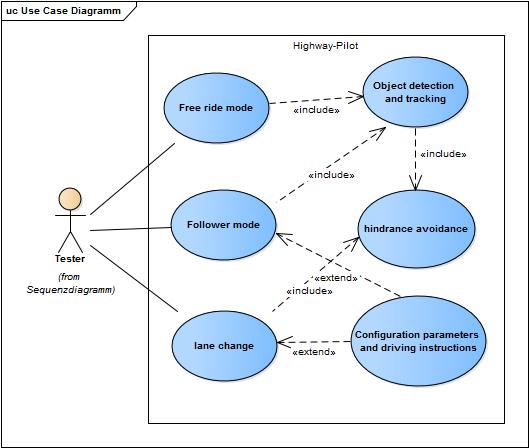 uc Use Case Diagramm
Highway-Pilot
Free ride mode
Object detection
and tracking
«include»
«include»
«include»
Follower mode
hindrance avoidance
Tester
(from
Sequenzdiagramm)
«extend»
«include»
lane change
Configuration parameters
and driving instructions
«extend»